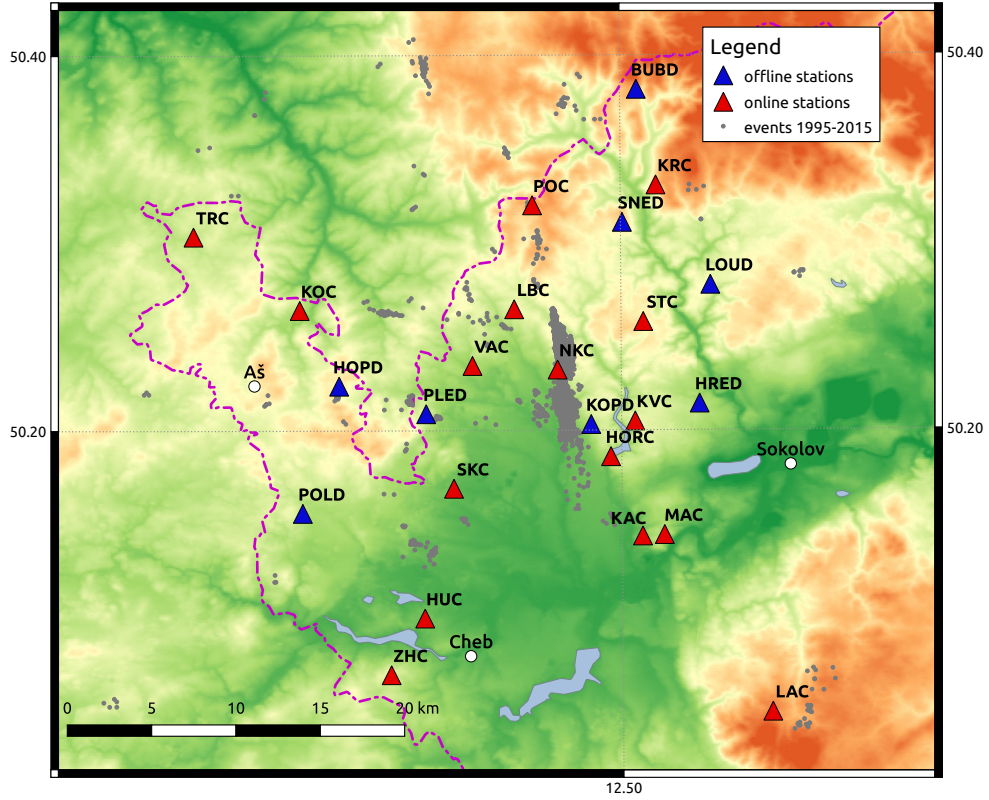 Legend
50.40
50.40
BUBD
offline stations
online stations
events 1995-2015
KRC
POC
SNED
TRC
LOUD
KOC
LBC
STC
VAC
NKC
Aš
HOPD
HRED
PLED
KOPD
KVC
50.20
50.20
HORC
Sokolov
SKC
POLD
KAC
MAC
HUC
Cheb
ZHC
LAC
0 5 10 15 20 km
12.50